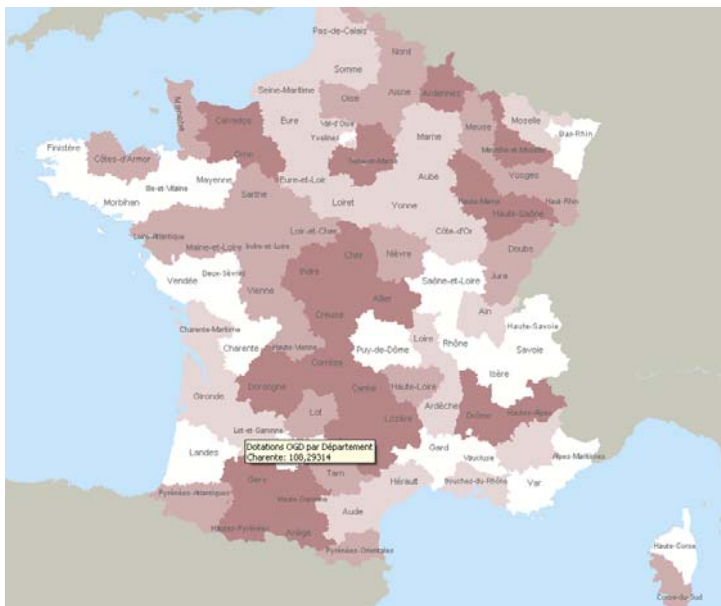 Pas-de-Calais
Nord
Somme
Seine-Maritime
Oise
Aisne
Ardennes
Manche
Calvados
Eure
Val-d'Oise
Yvelines
Seine-et-Marne
Marne
Meuse
Moselle
Meurthe-et-Moselle
Bas-Rhin
Finistère
Côtes-d'Armor
Orne
Ille-et-Vilaine
Mayenne
Eure-et-Loir
Aube
Vosges
Morbihan
Sarthe
Loiret
Yonne
Haute-Marne
Haute-Saône
Haut-Rhin
Loire-Atlantique
Maine-et-Loire
Indre-et-Loire
Loir-et-Cher
Cher
Nièvre
Côte-d'Or
Doubs
Vendée
Deux-Sèvres
Vienne
Indre
Allier
Saône-et-Loire
Jura
Charente-Maritime
Charente
Haute-Vienne
Creuse
Puy-de-Dôme
Loire
Rhône
Ain
Haute-Savoie
Savoie
Isère
Gironde
Dordogne
Corrèze
Cantal
Haute-Loire
Ardèche
Drôme
Hautes-Alpes
Lot-et-Garonne
Lot
Lozère
Landes
Dotations OGD par Département
Charente: 108,29314
Gard
Vaucluse
Alpes-Maritimes
Gers
Tarn
Hérault
Bouches-du-Rhône
Var
Pyrénées-Atlantiques
Haute-Garonne
Aude
Hautes-Pyrénées
Ariège
Pyrénées-Orientales
Haute-Corse
Corse-du-Sud